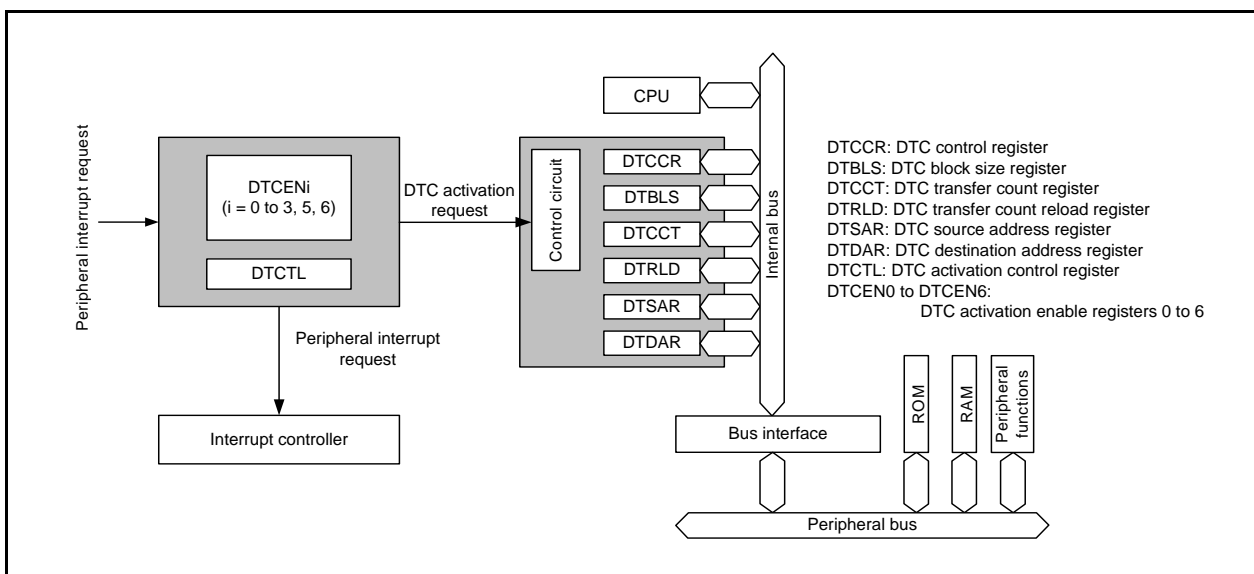 Peripheral interrupt request
DTCENi
(i = 0 to 3, 5, 6)
DTCTL
DTC activation
request
Peripheral interrupt
request
Interrupt controller
Control circuit
CPU
DTCCR
DTBLS
DTCCT
DTRLD
DTSAR
DTDAR
Internal bus
DTCCR: DTC control register
DTBLS: DTC block size register
DTCCT: DTC transfer count register
DTRLD: DTC transfer count reload register
DTSAR: DTC source address register
DTDAR: DTC destination address register
DTCTL: DTC activation control register
DTCEN0 to DTCEN6:
DTC activation enable registers 0 to 6
Bus interface
ROM
RAM
Peripheral
functions
Peripheral bus